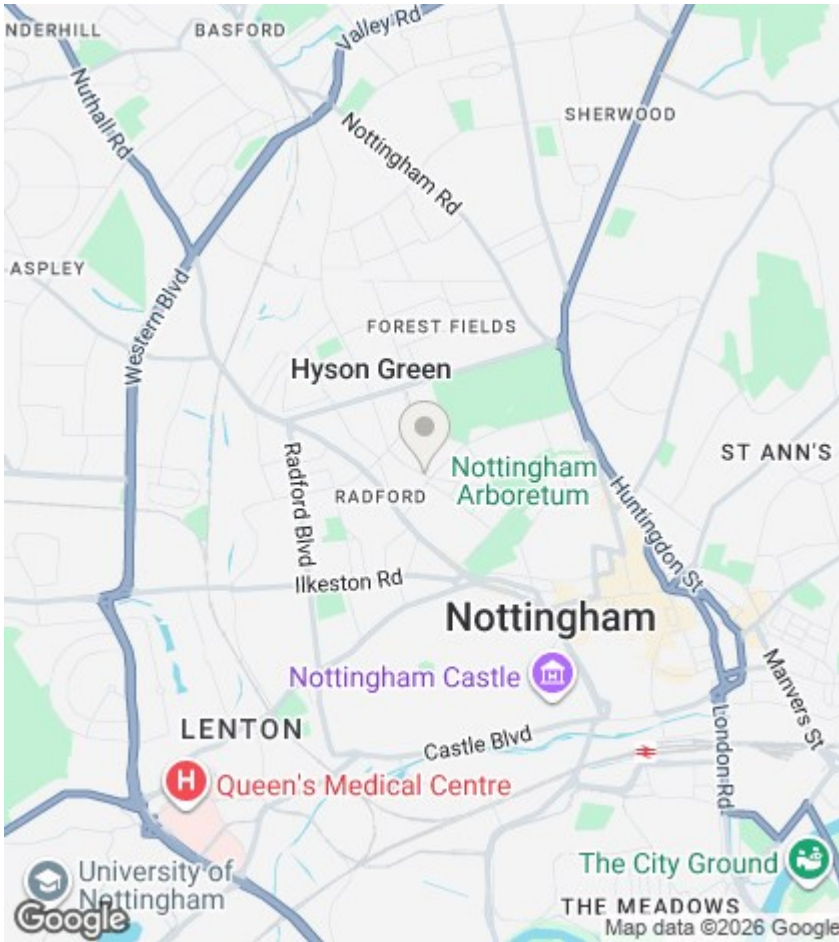 NDERHILL
BASFORD
Valley Rd
Nuthall Rd
SHERWOOD
Nottingham Rd
ASPLEY
Western Blvd
FOREST FIELDS
Hyson Green
ST ANN'S
Nottingham
Arboretum
RADFORD
Radford Blvd
Huntingdon St
Ilkeston Rd
Nottingham
Nottingham Castle
Manvers St
LENTON
Castle Blvd
London Rd
H
Queen's Medical Centre
The City Ground
University of
Nottingham
THE MEADOWS
Google
Map data ©2026 Google